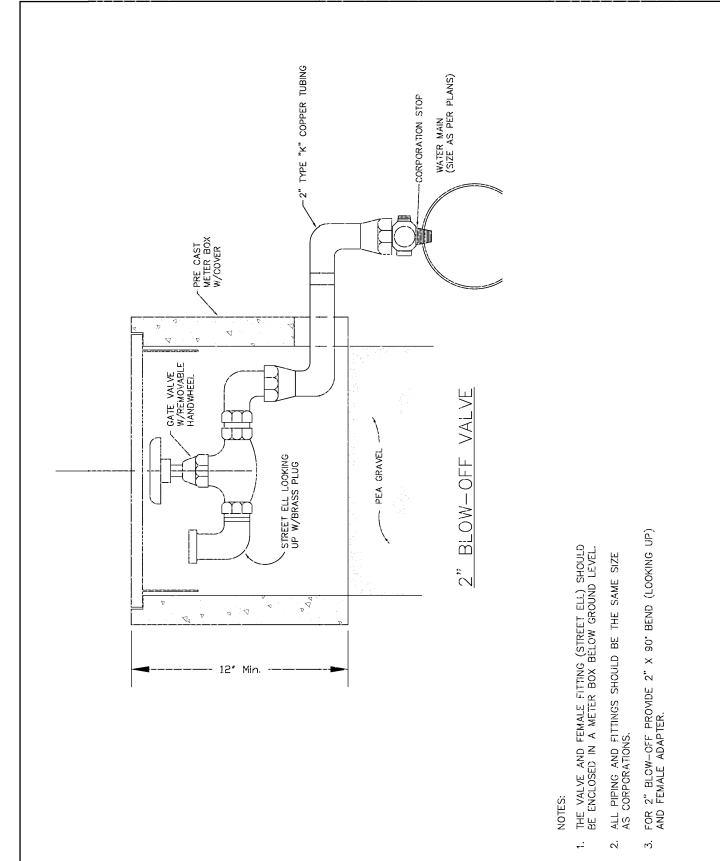 2" TYPE "K" COPPER TUBING
CORPORATION STOP
WATER MAIN
(SIZE AS PER PLANS)
PRE CAST
METER BOX
W/COVER
GATE VALVE
W/REMOVABLE
HANDWHEEL
STREET ELL LOOKING
UP W/BRASS PLUG
PEA GRAVEL
12" Min.
2" BLOW-OFF VALVE
NOTES:
1. THE VALVE AND FEMALE FITTING (STREET ELL) SHOULD
BE ENCLOSED IN A METER BOX BELOW GROUND LEVEL.
2. ALL PIPING AND FITTINGS SHOULD BE THE SAME SIZE
AS CORPORATIONS.
3. FOR 2" BLOW-OFF PROVIDE 2" X 90° BEND (LOOKING UP)
AND FEMALE ADAPTER.